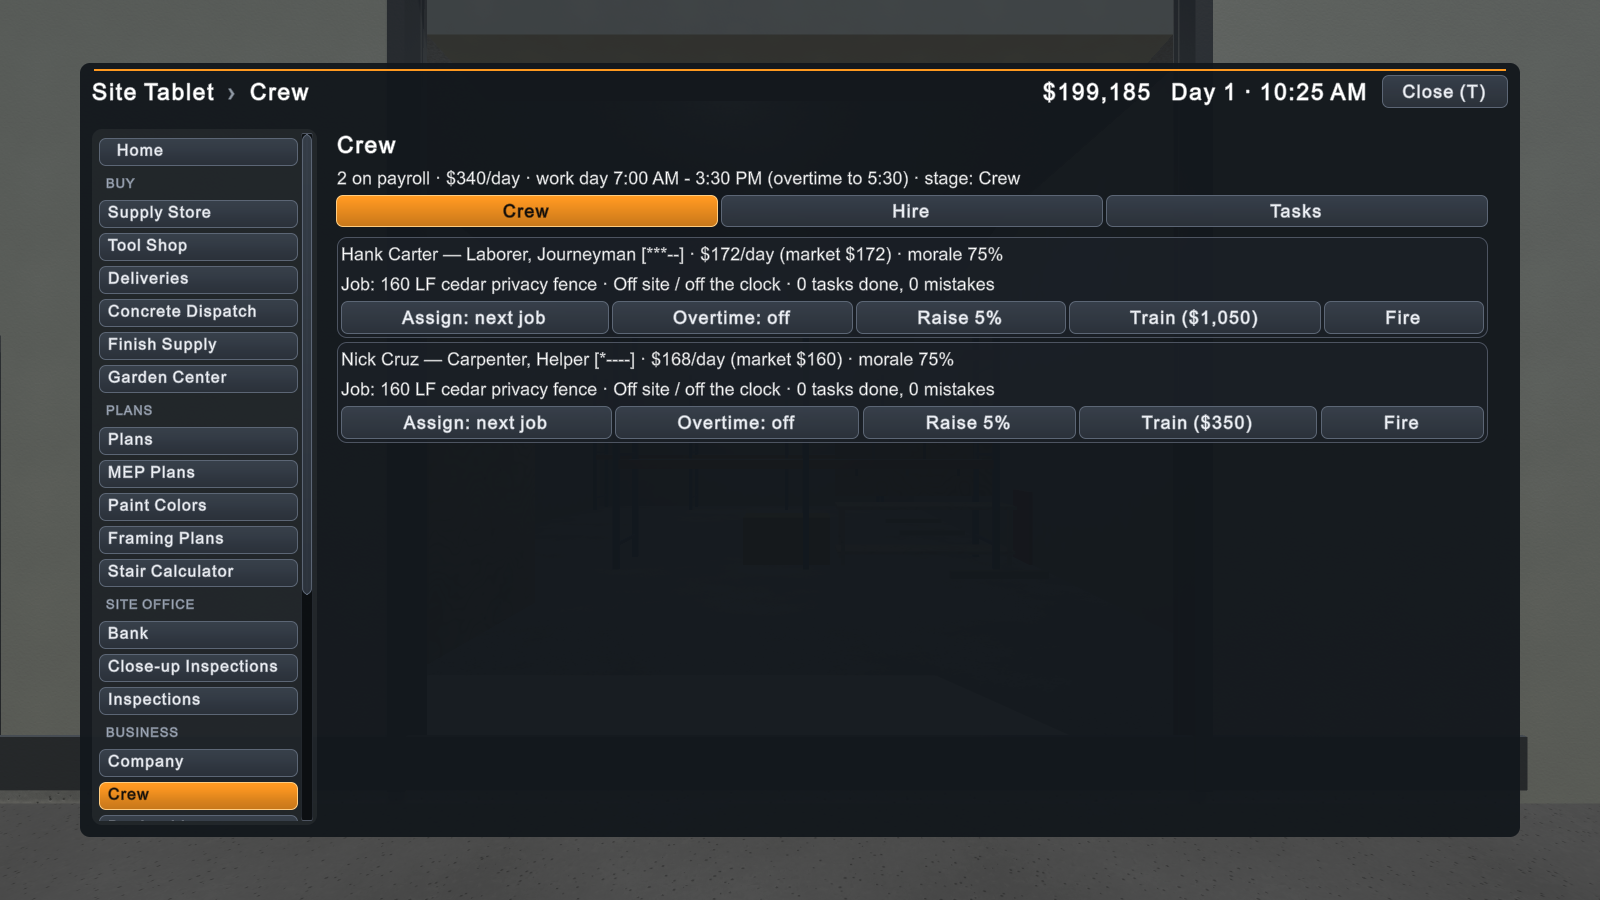 Site Tablet › Crew
$199,185 Day 1 · 10:25 AM Close (T)
Home
BUY
Supply Store
Tool Shop
Deliveries
Concrete Dispatch
Finish Supply
Garden Center
PLANS
Plans
MEP Plans
Paint Colors
Framing Plans
Stair Calculator
SITE OFFICE
Bank
Close-up Inspections
Inspections
BUSINESS
Company
Crew
Crew
2 on payroll · $340/day · work day 7:00 AM - 3:30 PM (overtime to 5:30) · stage: Crew
Crew Hire Tasks
Hank Carter — Laborer, Journeyman [***--] · $172/day (market $172) · morale 75%
Job: 160 LF cedar privacy fence · Off site / off the clock · 0 tasks done, 0 mistakes
Assign: next job Overtime: off Raise 5% Train ($1,050) Fire
Nick Cruz — Carpenter, Helper [*----] · $168/day (market $160) · morale 75%
Job: 160 LF cedar privacy fence · Off site / off the clock · 0 tasks done, 0 mistakes
Assign: next job Overtime: off Raise 5% Train ($350) Fire